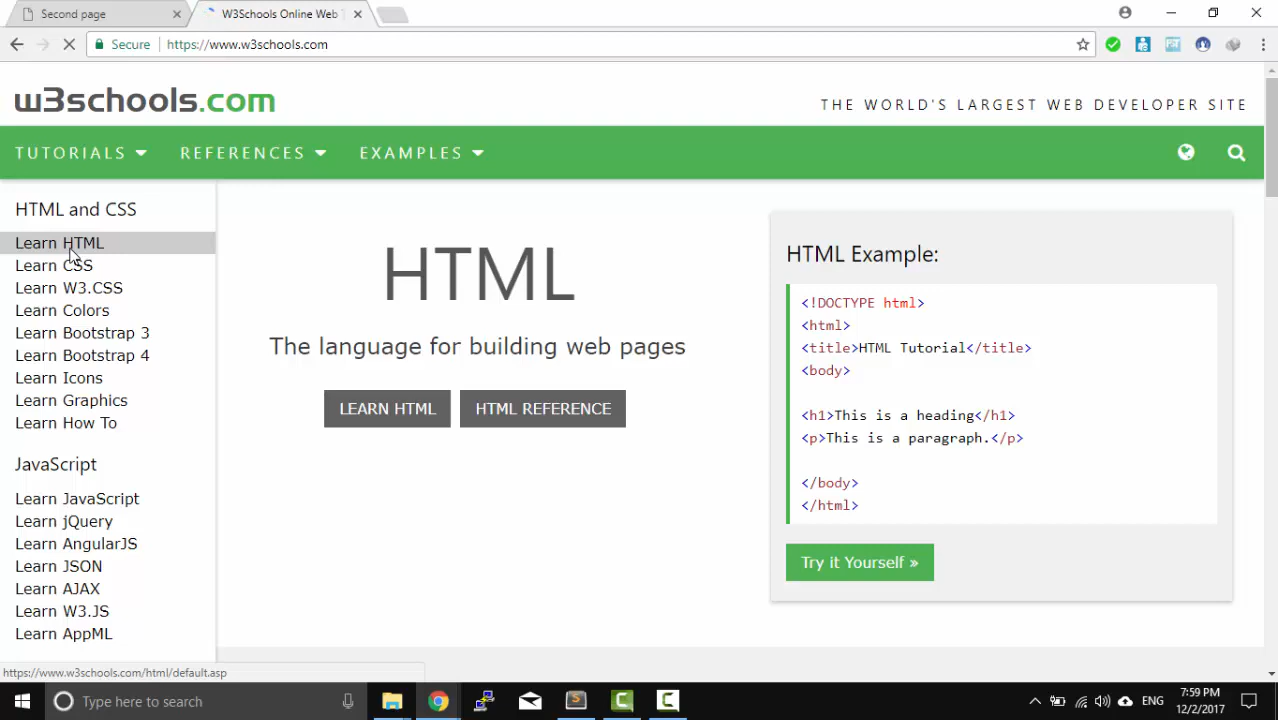 Second page
W3Schools Online Web
Secure
https://www.w3schools.com
w3schools.com
THE WORLD'S LARGEST WEB DEVELOPER SITE
TUTORIALS
REFERENCES
EXAMPLES
HTML and CSS
Learn HTML
Learn CSS
Learn W3.CSS
Learn Colors
Learn Bootstrap 3
Learn Bootstrap 4
Learn Icons
Learn Graphics
Learn How To
JavaScript
Learn JavaScript
Learn jQuery
Learn AngularJS
Learn JSON
Learn AJAX
Learn W3.JS
Learn AppML
HTML
The language for building web pages
LEARN HTML
HTML REFERENCE
HTML Example:
<!DOCTYPE html>
<html>
<title>HTML Tutorial</title>
<body>
<h1>This is a heading</h1>
<p>This is a paragraph.</p>
</body>
</html>
Try it Yourself »
https://www.w3schools.com/html/default.asp
Type here to search
ENG
7:59 PM
12/2/2017